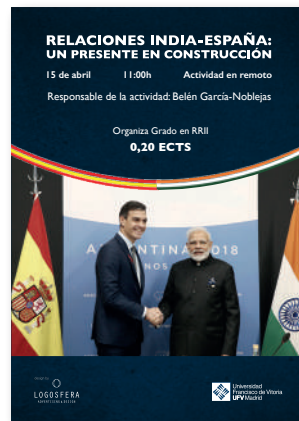 RELACIONES INDIA-ESPAÑA:
UN PRESENTE EN CONSTRUCCIÓN
15 de abril 11:00h Actividad en remoto
Responsable de la actividad: Belén García-Noblejas
Organiza Grado en RRII
0,20 ECTS
ARGENTINA 2018
LOGOSFERA
Universidad
Francisco de Vitoria
UFV Madrid